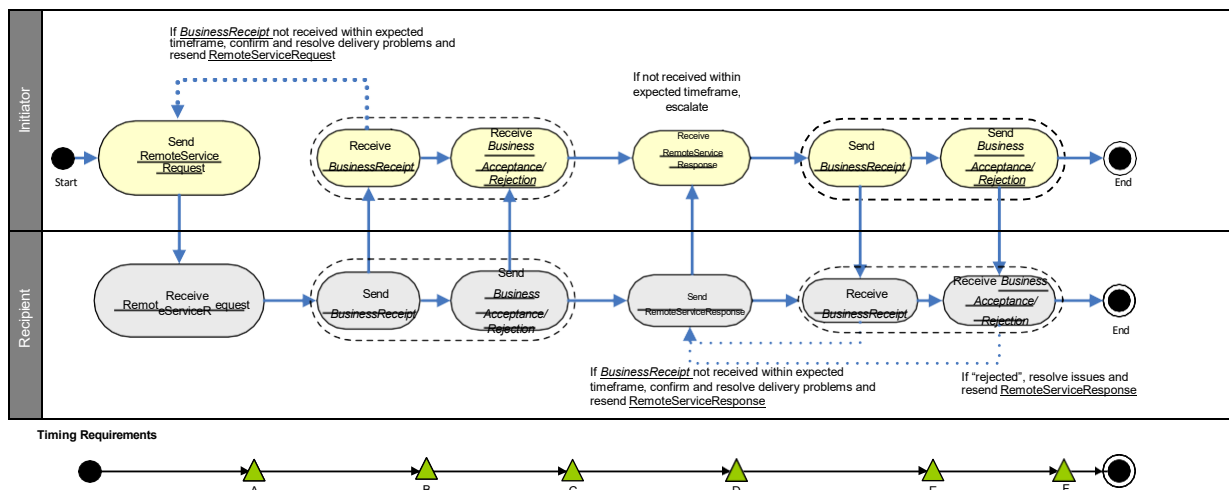 If BusinessReceipt not received within expected
timeframe, confirm and resolve delivery problems and
resend RemoteServiceRequest
If not received within
expected timeframe,
escalate
Initiator
Start
Send
RemoteService
Request
Receive
BusinessReceipt
Receive
Business
Acceptance/
Rejection
Receive
RemoteService
Response
Send
BusinessReceipt
Send
Business
Acceptance/
Rejection
End
Recipient
Receive
Remot equest
eServiceR
Send
BusinessReceipt
Send
Business
Acceptance/
Rejection
Send
RemoteServiceResponse
Receive
BusinessReceipt
Receive Business
Acceptance/
Rejection
End
If BusinessReceipt not received within expected
timeframe, confirm and resolve delivery problems and
resend RemoteServiceResponse
If “rejected”, resolve issues and
resend RemoteServiceResponse
Timing Requirements
A
B
C
D
E
F